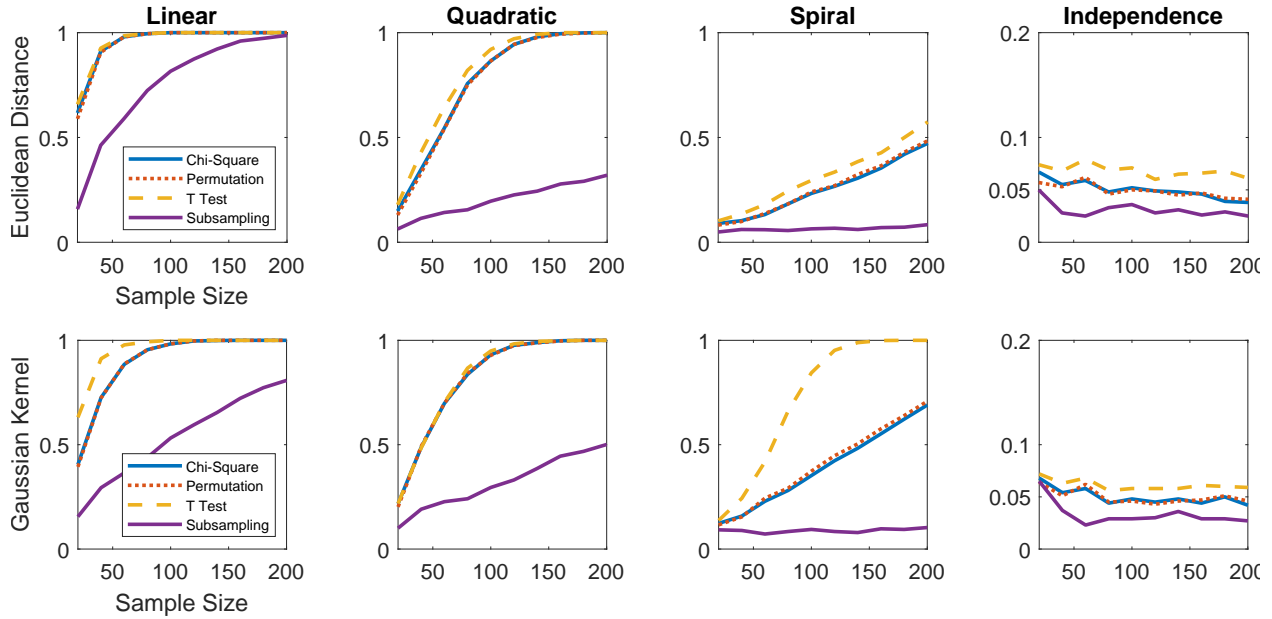 Linear
Quadratic
Spiral
Independence
Euclidean Distance
1
0.5
0
50 100 150 200
Sample Size
Chi-Square
Permutation
T Test
Subsampling
1
0.5
0
50 100 150 200
1
0.5
0
50 100 150 200
0.2
0.1
0.05
0
50 100 150 200
Gaussian Kernel
1
0.5
0
50 100 150 200
Sample Size
Chi-Square
Permutation
T Test
Subsampling
1
0.5
0
50 100 150 200
1
0.5
0
50 100 150 200
0.2
0.1
0.05
0
50 100 150 200